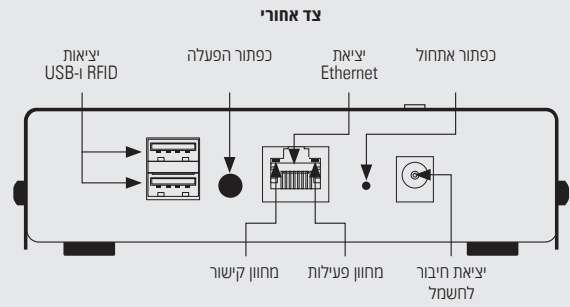 צד אחורי
כפתור אתחול
יציאת
Ethernet
כפתור הפעלה
יציאות
RFID ו-USB
יציאת חיבור
לחשמל
מחוון פעילות
מחוון קישור